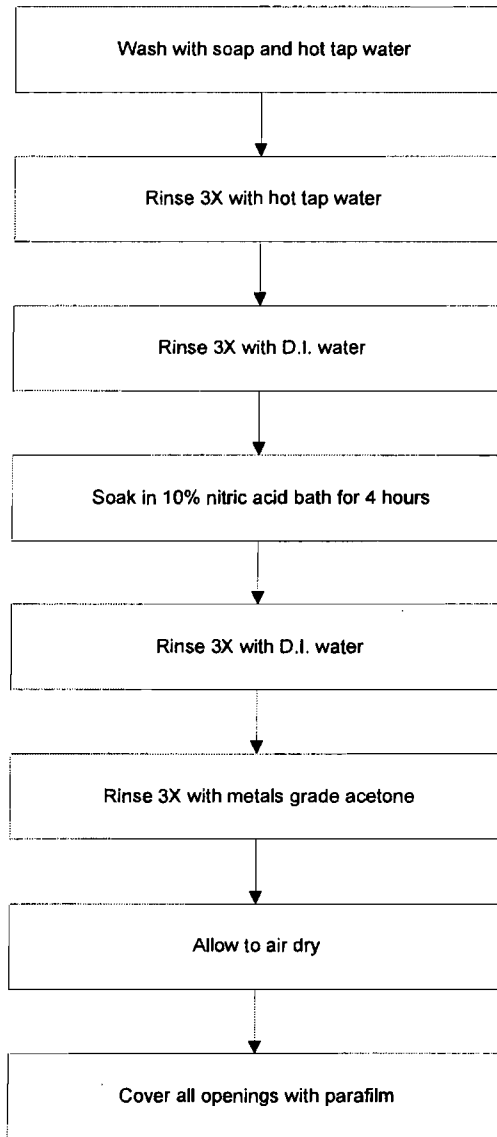 Wash with soap and hot tap water
Rinse 3X with hot tap water
Rinse 3X with D.I. water
Soak in 10% nitric acid bath for 4 hours
Rinse 3X with D.I. water
Rinse 3X with metals grade acetone
Allow to air dry
Cover all openings with parafilm